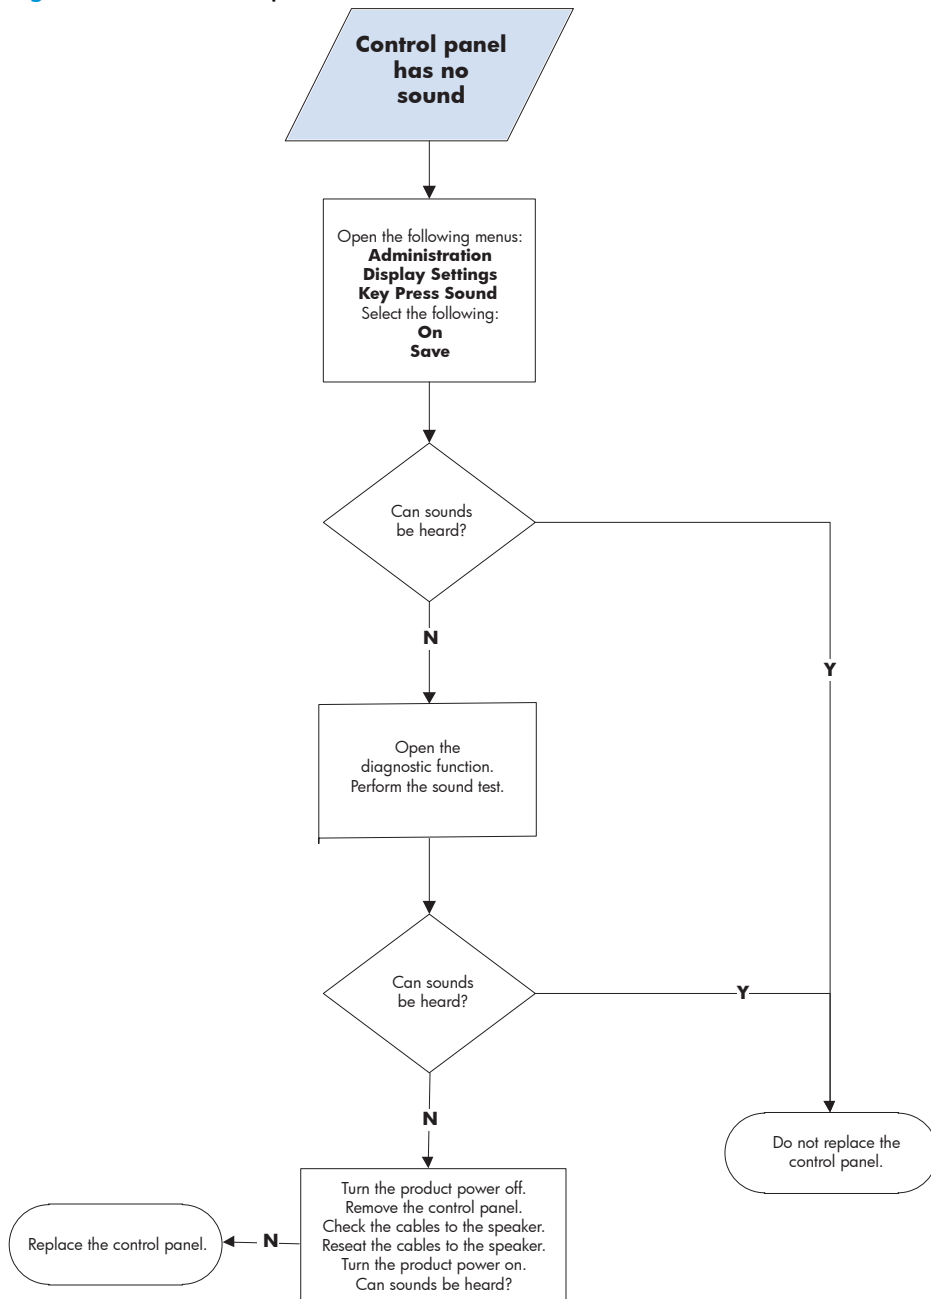 Control panel
has no
sound
Open the following menus:
Administration
Display Settings
Key Press Sound
Select the following:
On
Save
Can sounds
be heard?
N
Y
Open the
diagnostic function.
Perform the sound test.
Can sounds
be heard?
Y
N
Do not replace the
control panel.
Turn the product power off.
Remove the control panel.
Check the cables to the speaker.
Reseat the cables to the speaker.
Turn the product power on.
Can sounds be heard?
N
Replace the control panel.